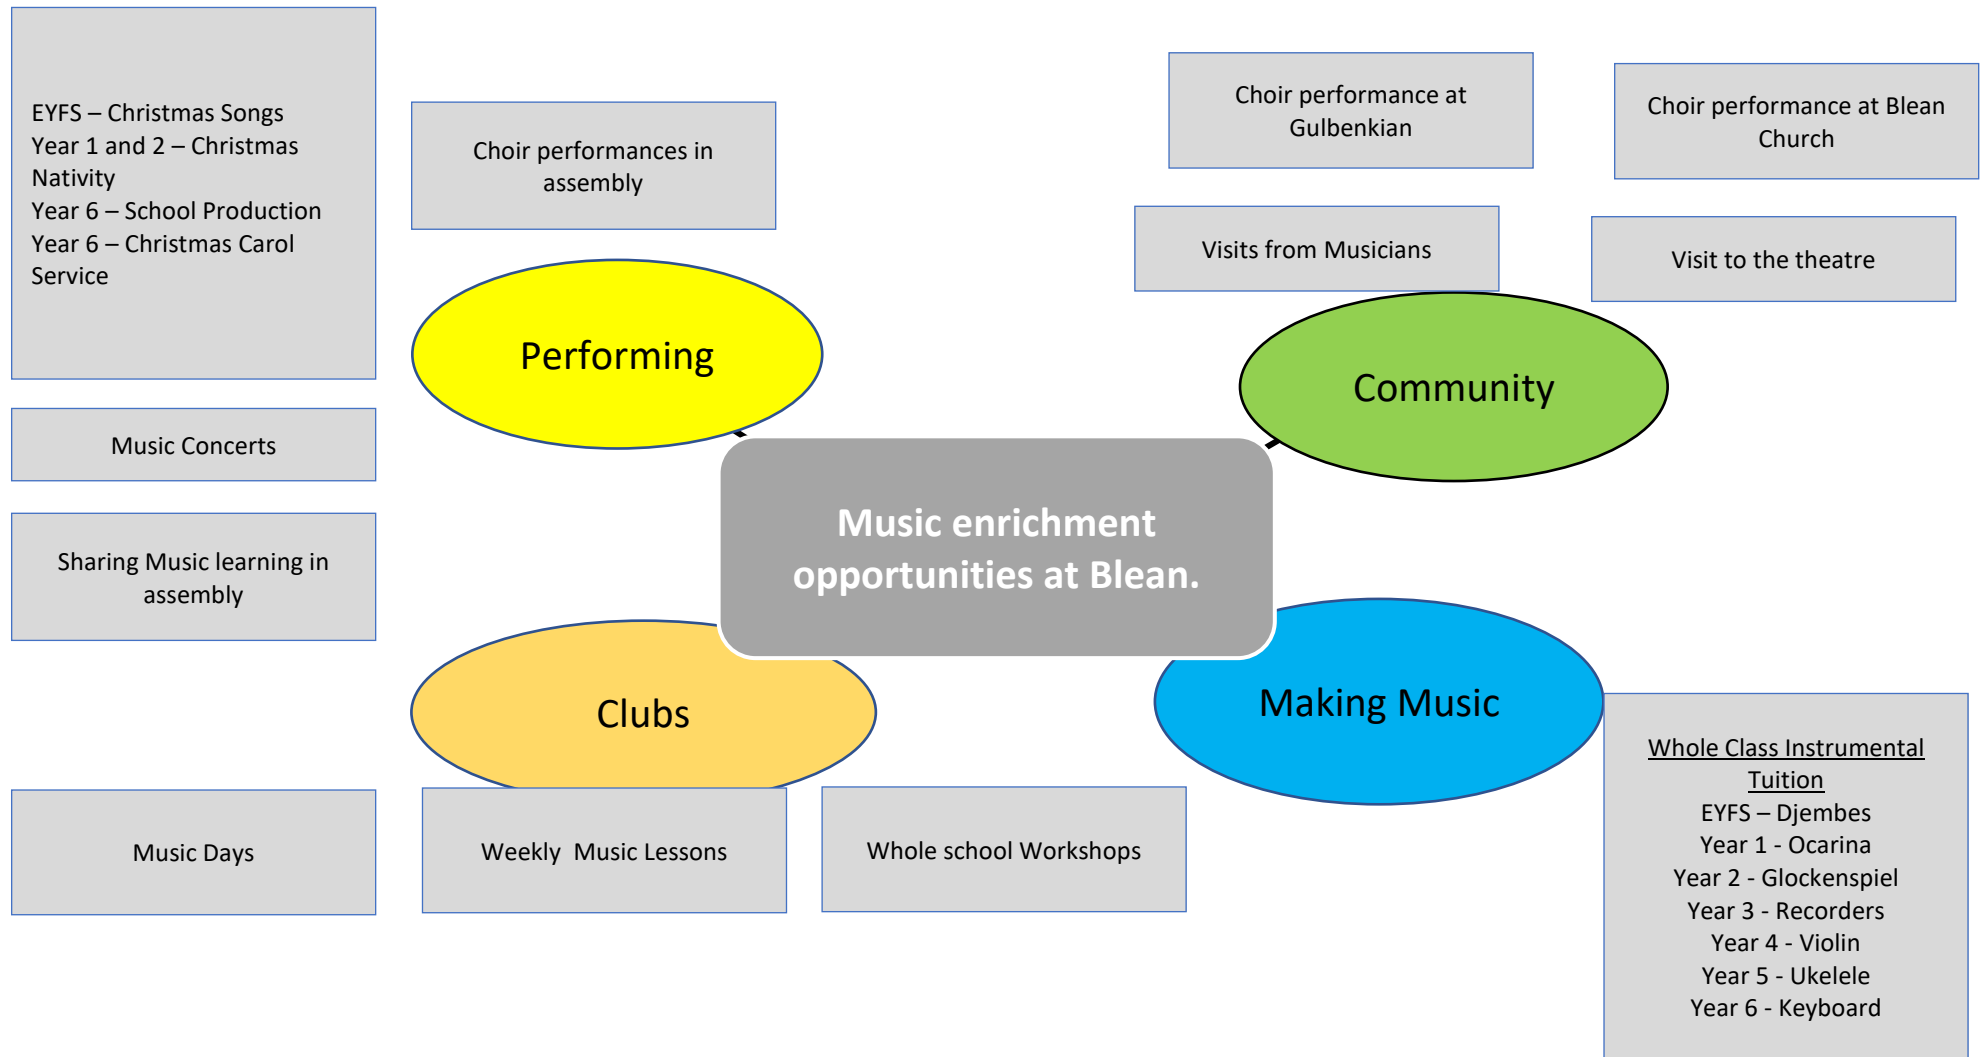 EYFS – Christmas Songs
Year 1 and 2 – Christmas
Nativity
Year 6 – School Production
Year 6 – Christmas Carol
Service
Choir performances in
assembly
Choir performance at
Gulbenkian
Choir performance at Blean
Church
Visits from Musicians
Visit to the theatre
Performing
Community
Music Concerts
Music enrichment
opportunities at Blean.
Sharing Music learning in
assembly
Clubs
Making Music
Music Days
Weekly  Music Lessons
Whole school Workshops
Whole Class Instrumental
Tuition
EYFS – Djembes
Year 1 - Ocarina
Year 2 - Glockenspiel
Year 3 - Recorders
Year 4 - Violin
Year 5 - Ukelele
Year 6 - Keyboard